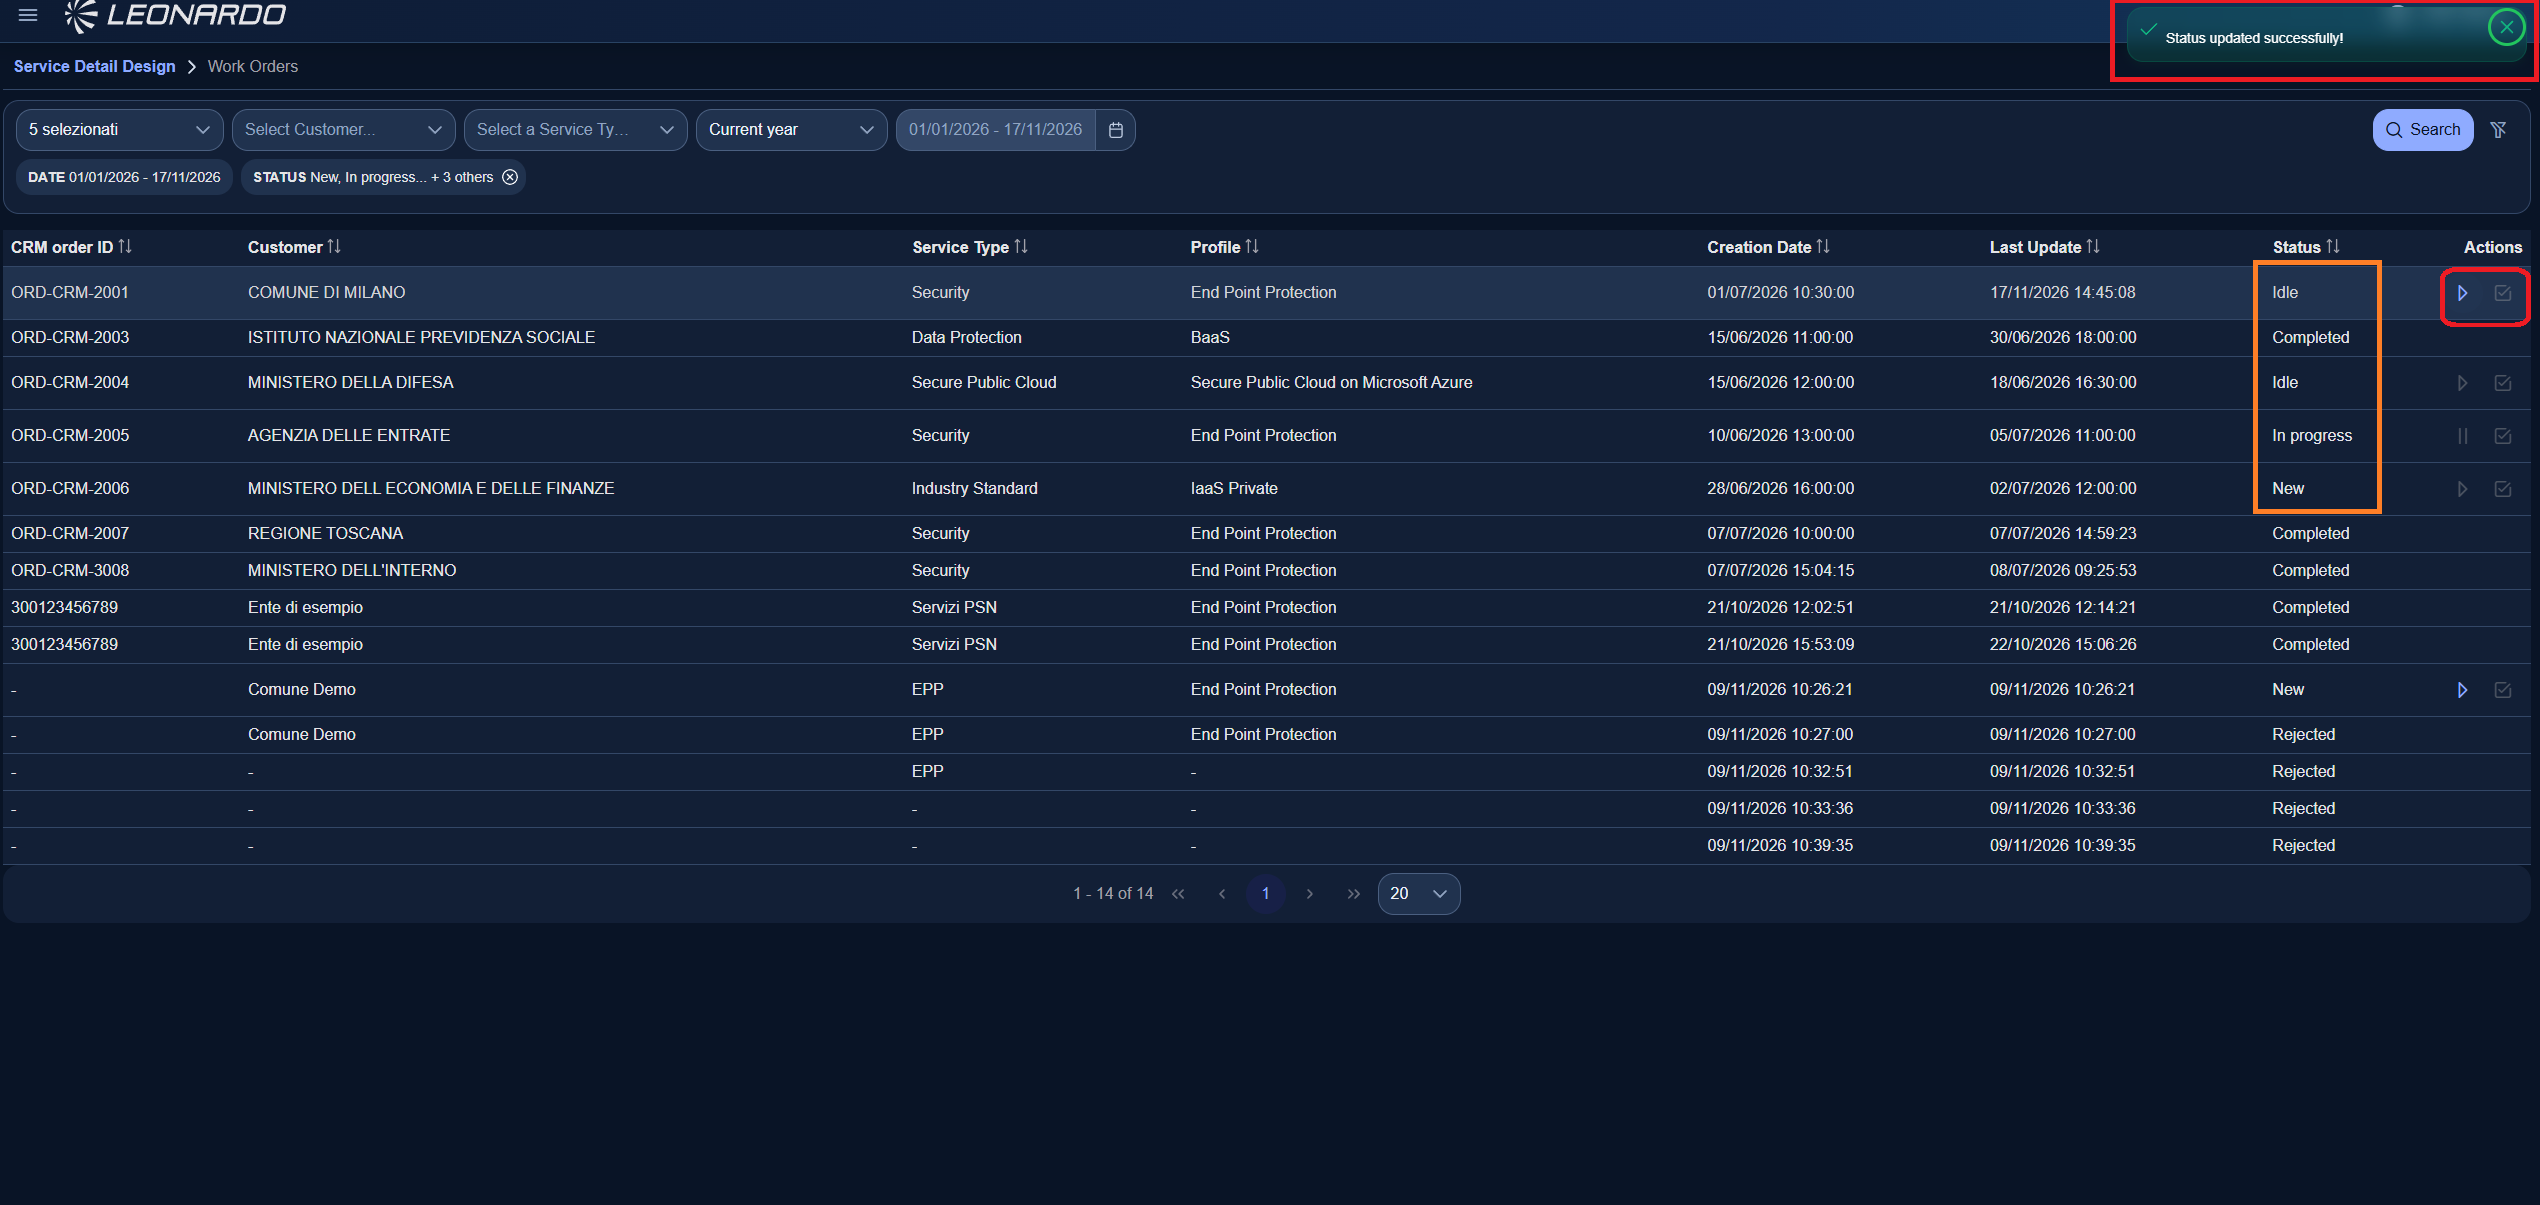 LEONARDO
Status updated successfully!
Service Detail Design Work Orders
5 selezionati Select Customer... Select a Service Ty... Current year 01/01/2026 - 17/11/2026 Search
DATE 01/01/2026 - 17/11/2026 STATUS New, In progress... + 3 others
CRM order ID Customer Service Type Profile Creation Date Last Update Status Actions
ORD-CRM-2001 COMUNE DI MILANO Security End Point Protection 01/07/2026 10:30:00 17/11/2026 14:45:08 Idle
ORD-CRM-2003 ISTITUTO NAZIONALE PREVIDENZA SOCIALE Data Protection BaaS 15/06/2026 11:00:00 30/06/2026 18:00:00 Completed
ORD-CRM-2004 MINISTERO DELLA DIFESA Secure Public Cloud Secure Public Cloud on Microsoft Azure 15/06/2026 12:00:00 18/06/2026 16:30:00 Idle
ORD-CRM-2005 AGENZIA DELLE ENTRATE Security End Point Protection 10/06/2026 13:00:00 05/07/2026 11:00:00 In progress
ORD-CRM-2006 MINISTERO DELL ECONOMIA E DELLE FINANZE Industry Standard IaaS Private 28/06/2026 16:00:00 02/07/2026 12:00:00 New
ORD-CRM-2007 REGIONE TOSCANA Security End Point Protection 07/07/2026 10:00:00 07/07/2026 14:59:23 Completed
ORD-CRM-3008 MINISTERO DELL'INTERNO Security End Point Protection 07/07/2026 15:04:15 08/07/2026 09:25:53 Completed
300123456789 Ente di esempio Servizi PSN End Point Protection 21/10/2026 12:02:51 21/10/2026 12:14:21 Completed
300123456789 Ente di esempio Servizi PSN End Point Protection 21/10/2026 15:53:09 22/10/2026 15:06:26 Completed
- Comune Demo EPP End Point Protection 09/11/2026 10:26:21 09/11/2026 10:26:21 New
- Comune Demo EPP End Point Protection 09/11/2026 10:27:00 09/11/2026 10:27:00 Rejected
- - EPP - 09/11/2026 10:32:51 09/11/2026 10:32:51 Rejected
- - - - 09/11/2026 10:33:36 09/11/2026 10:33:36 Rejected
- - - - 09/11/2026 10:39:35 09/11/2026 10:39:35 Rejected
1 - 14 of 14 « ‹ 1 › » 20